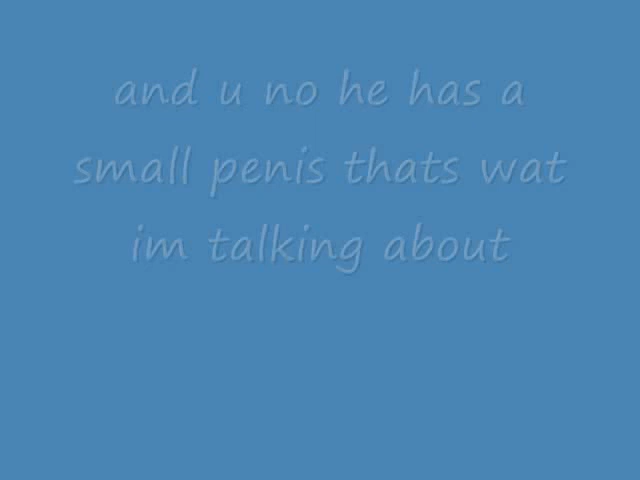 and u no he has a
small penis thats wat
im talking about